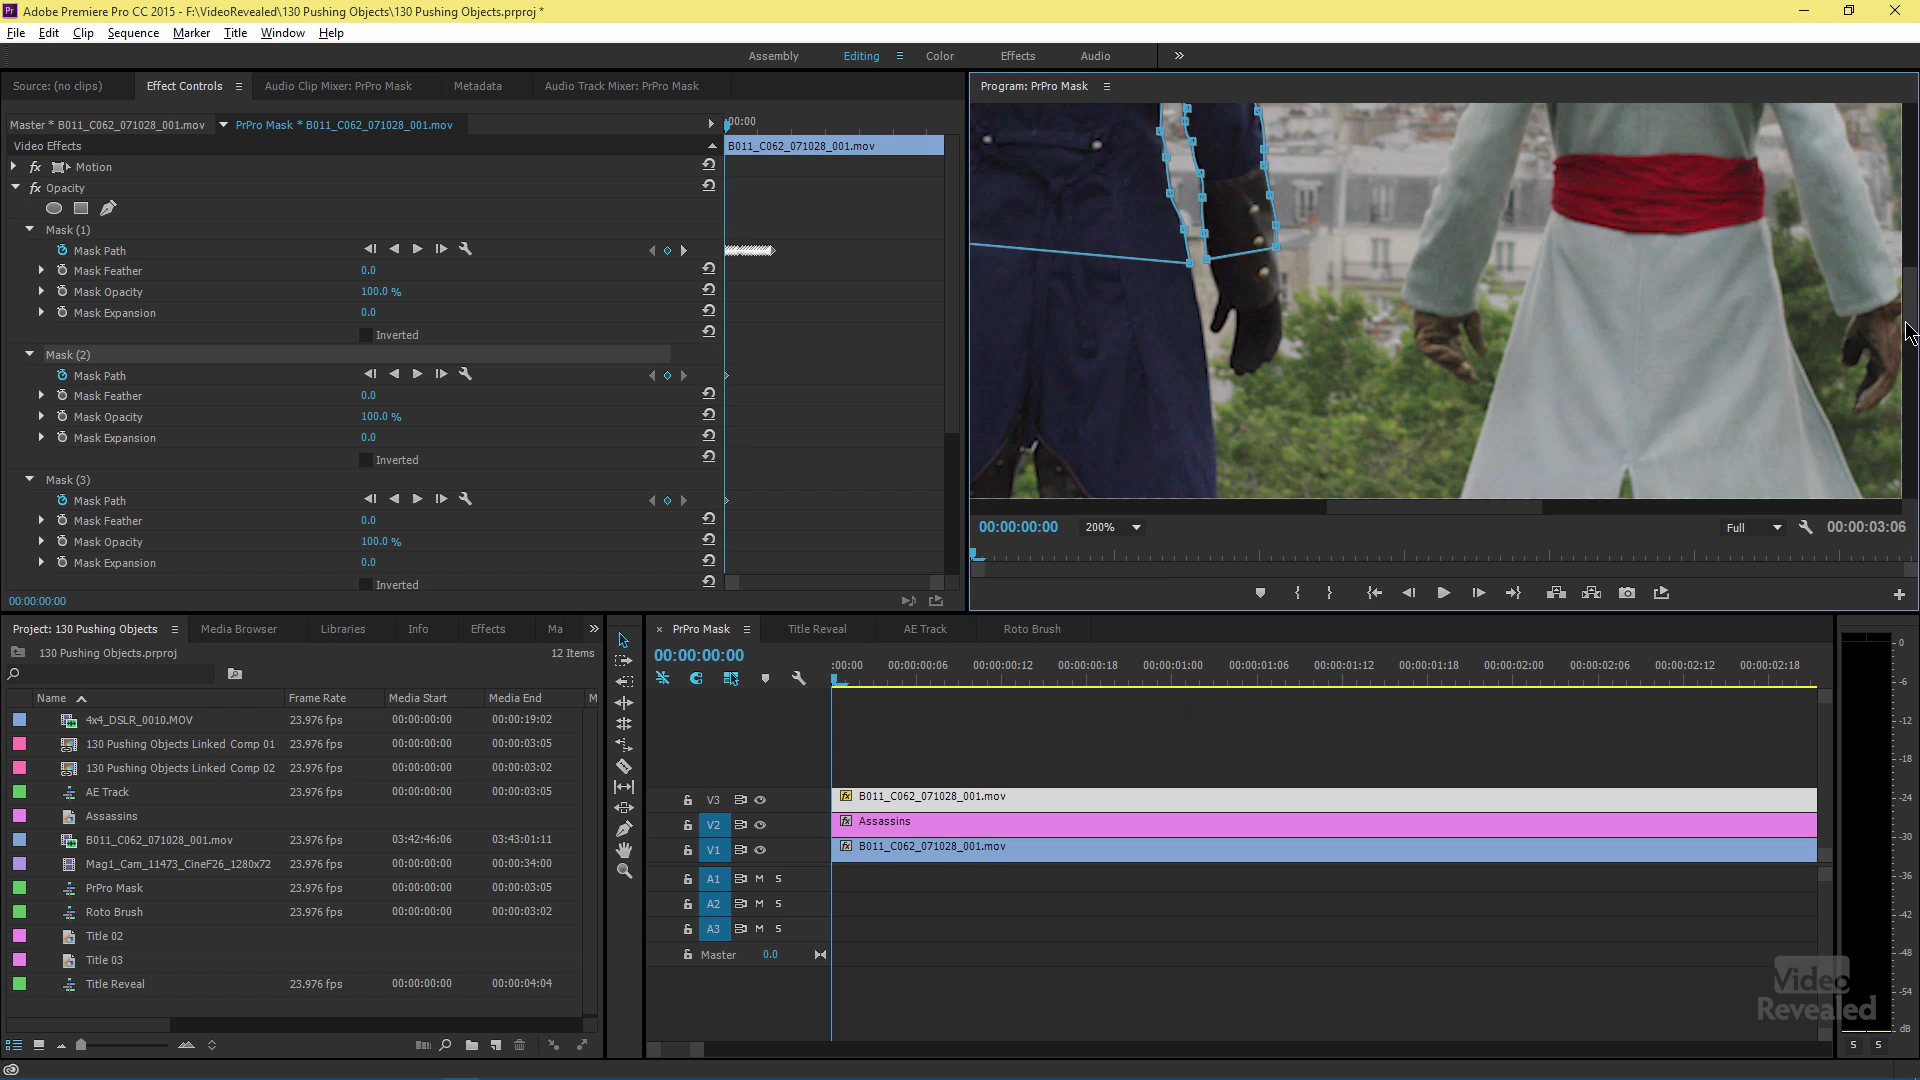 Adobe Premiere Pro CC 2015 - F:\VideoRevealed\130 Pushing Objects\130 Pushing Objects.prproj *
File Edit Clip Sequence Marker Title Window Help
Assembly Editing Color Effects Audio
Source: (no clips) Effect Controls Audio Clip Mixer: PrPro Mask Metadata Audio Track Mixer: PrPro Mask
Master * B011_C062_071028_001.mov PrPro Mask * B011_C062_071028_001.mov :00:00
Video Effects B011_C062_071028_001.mov
fx Motion
fx Opacity
Mask (1)
Mask Path
Mask Feather 0.0
Mask Opacity 100.0 %
Mask Expansion 0.0
Inverted
Mask (2)
Mask Path
Mask Feather 0.0
Mask Opacity 100.0 %
Mask Expansion 0.0
Inverted
Mask (3)
Mask Path
Mask Feather 0.0
Mask Opacity 100.0 %
Mask Expansion 0.0
Inverted
00:00:00:00
Program: PrPro Mask
00:00:00:00 200% Full 00:00:03:06
Project: 130 Pushing Objects Media Browser Libraries Info Effects Ma
130 Pushing Objects.prproj 12 Items
Name Frame Rate Media Start Media End M
4x4_DSLR_0010.MOV 23.976 fps 00:00:00:00 00:00:19:02
130 Pushing Objects Linked Comp 01 23.976 fps 00:00:00:00 00:00:03:05
130 Pushing Objects Linked Comp 02 23.976 fps 00:00:00:00 00:00:03:02
AE Track 23.976 fps 00:00:00:00 00:00:03:05
Assassins
B011_C062_071028_001.mov 23.976 fps 03:42:46:06 03:43:01:11
Mag1_Cam_11473_CineF26_1280x72 23.976 fps 00:00:00:00 00:00:34:00
PrPro Mask 23.976 fps 00:00:00:00 00:00:03:05
Roto Brush 23.976 fps 00:00:00:00 00:00:03:02
Title 02
Title 03
Title Reveal 23.976 fps 00:00:00:00 00:00:04:04
PrPro Mask Title Reveal AE Track Roto Brush
00:00:00:00
:00:00 00:00:00:06 00:00:00:12 00:00:00:18 00:00:01:00 00:00:01:06 00:00:01:12 00:00:01:18 00:00:02:00 00:00:02:06 00:00:02:12 00:00:02:18
V3 fx B011_C062_071028_001.mov
V2 fx Assassins
V1 fx B011_C062_071028_001.mov
A1 M S
A2 M S
A3 M S
Master 0.0
0
-6
-12
-18
-24
-30
-36
-42
-48
-54
dB
S S
Video
Revealed